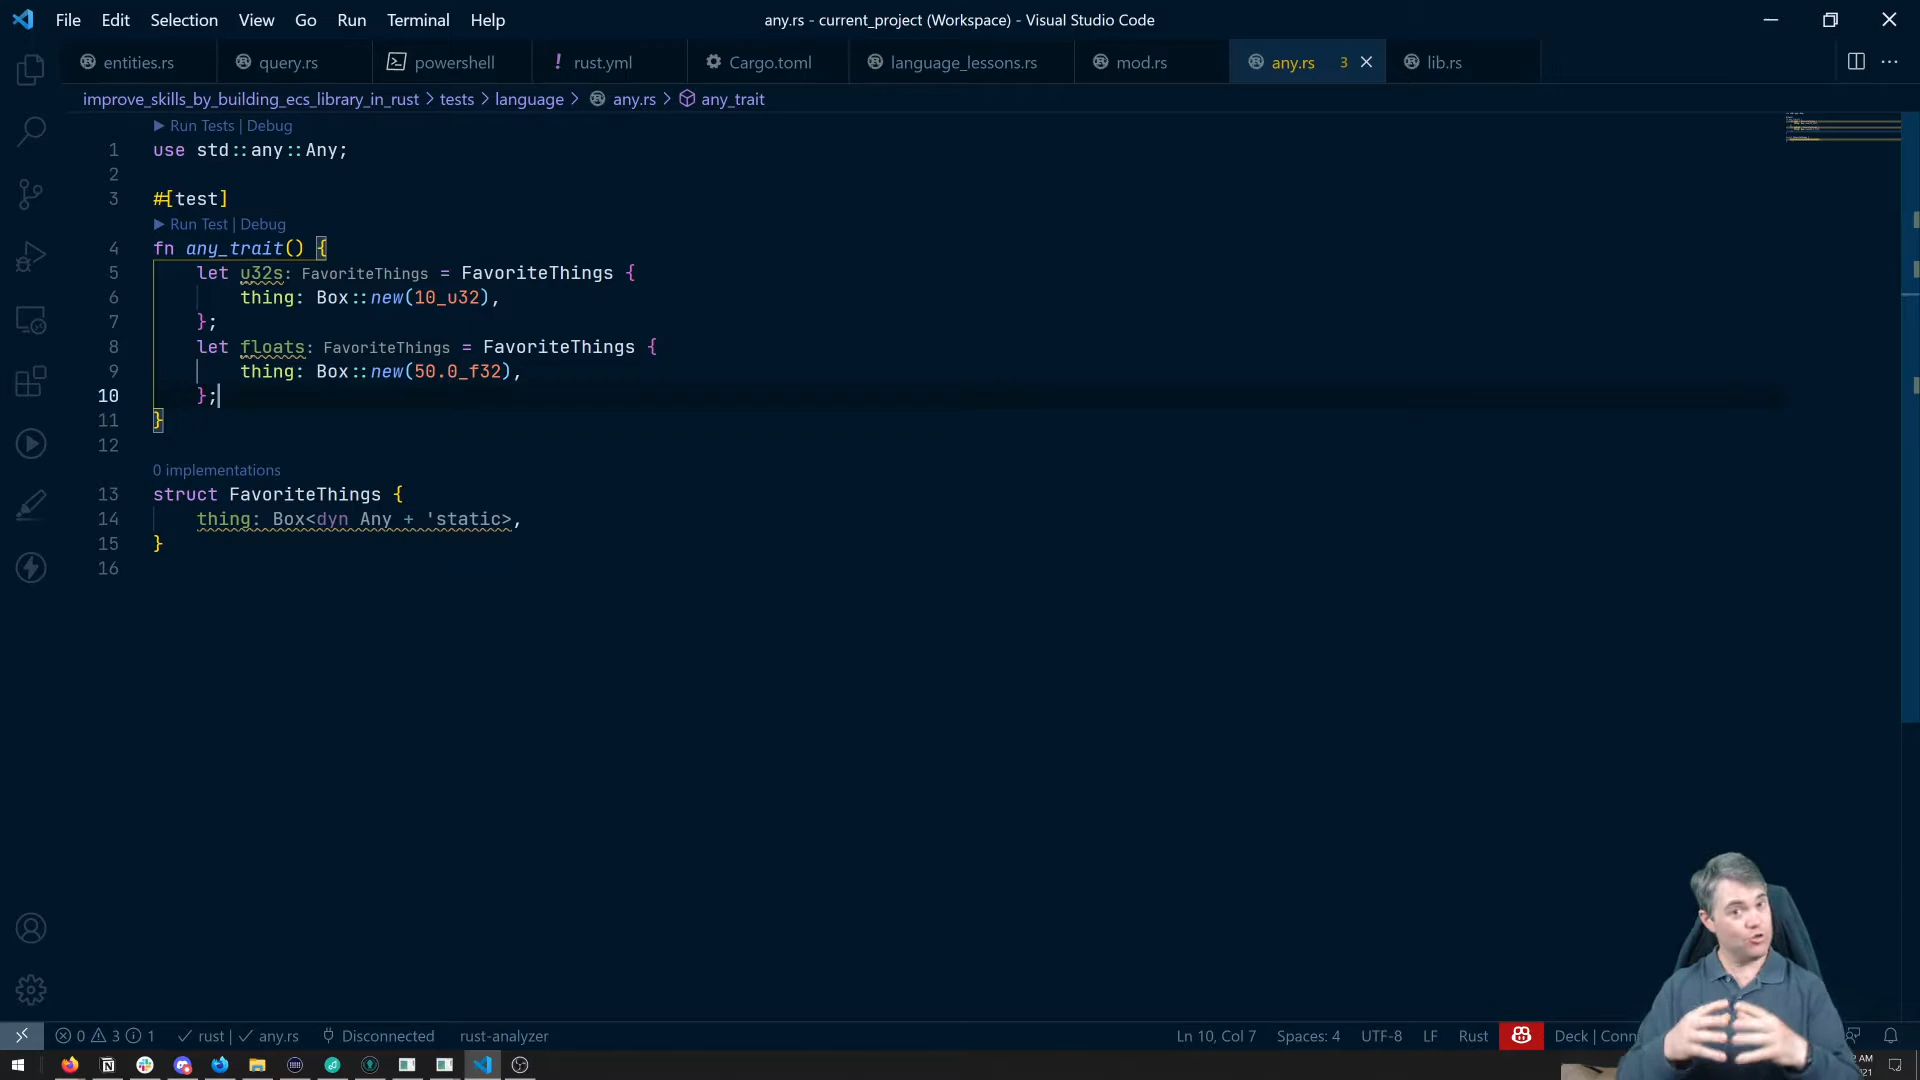 File Edit Selection View Go Run Terminal Help
any.rs - current_project (Workspace) - Visual Studio Code
entities.rs query.rs powershell ! rust.yml Cargo.toml language_lessons.rs mod.rs any.rs 3 lib.rs
improve_skills_by_building_ecs_library_in_rust > tests > language > any.rs > any_trait
Run Tests | Debug
1 use std::any::Any;
2
3 #[test]
Run Test | Debug
4 fn any_trait() {
5 let u32s: FavoriteThings = FavoriteThings {
6 thing: Box::new(10_u32),
7 };
8 let floats: FavoriteThings = FavoriteThings {
9 thing: Box::new(50.0_f32),
10 };
11 }
12
0 implementations
13 struct FavoriteThings {
14 thing: Box<dyn Any + 'static>,
15 }
16
0 3 1 rust | any.rs Disconnected rust-analyzer Ln 10, Col 7 Spaces: 4 UTF-8 LF Rust Deck | Conn